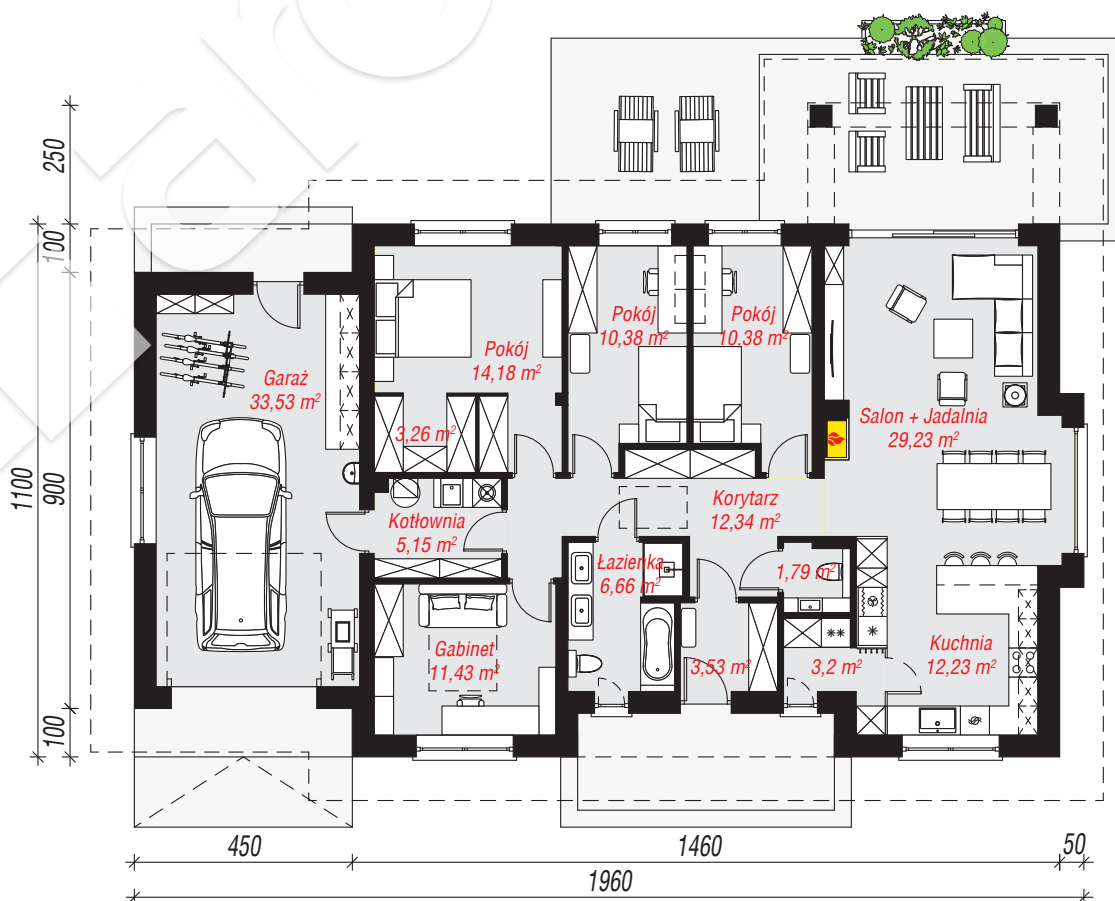 250
100
1100
900
100
Garaż
33,53 m²
Pokój
14,18 m²
3,26 m²
Pokój
10,38 m²
Pokój
10,38 m²
Salon + Jadalnia
29,23 m²
Kotłownia
5,15 m²
Korytarz
12,34 m²
Łazienka
6,66 m²
1,79 m²
Gabinet
11,43 m²
3,53 m²
3,2 m²
Kuchnia
12,23 m²
450
1460
50
1960